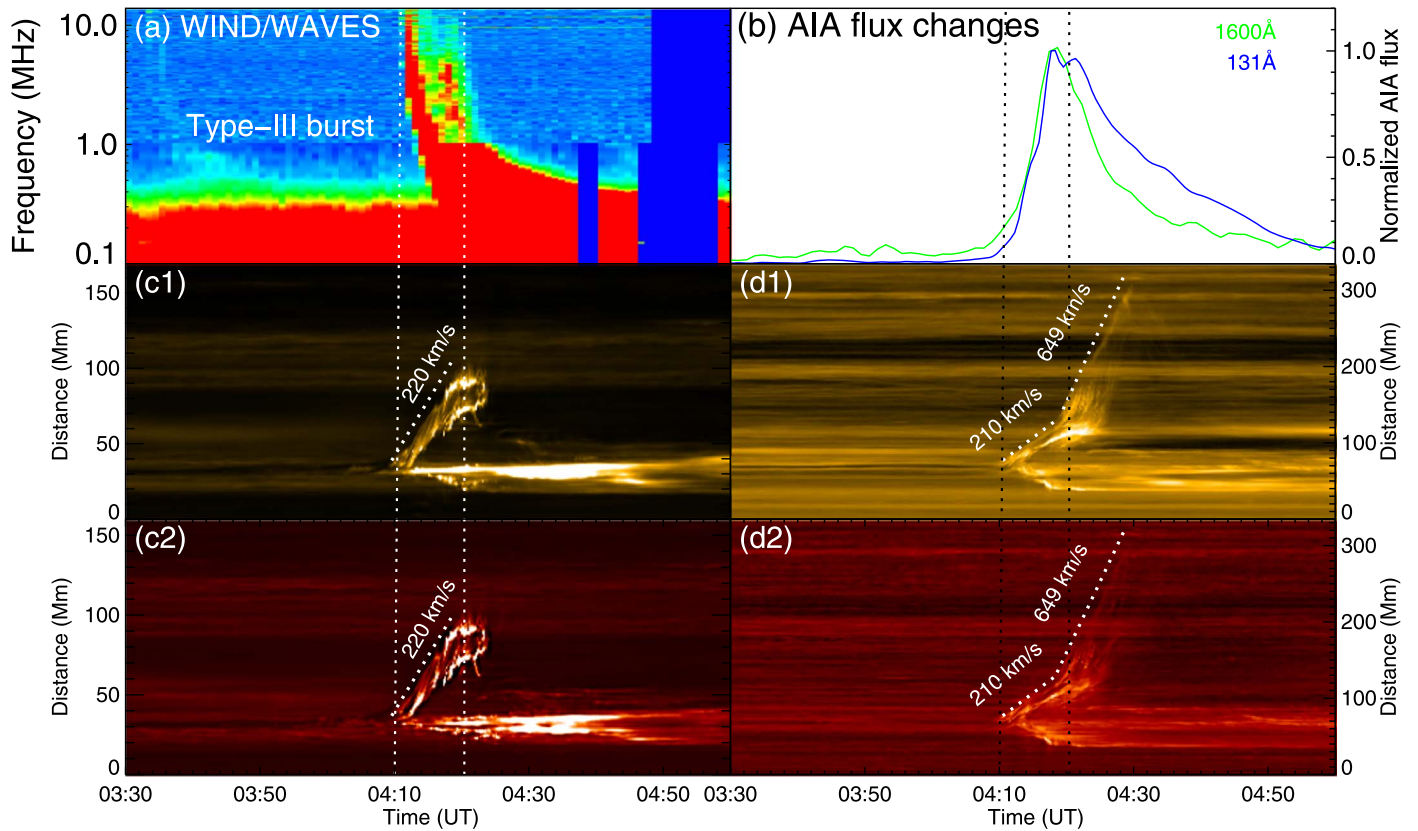 (a) WIND/WAVES
(b) AIA flux changes
1600Å
131Å
Type−III burst
Frequency (MHz)
10.0
1.0
0.1
Normalized AIA flux
1.0
0.5
0.0
(c1)
220 km/s
Distance (Mm)
150
100
50
0
(d1)
210 km/s
649 km/s
Distance (Mm)
300
200
100
0
(c2)
220 km/s
Distance (Mm)
150
100
50
0
(d2)
210 km/s
649 km/s
Distance (Mm)
300
200
100
0
03:30 03:50 04:10 04:30 04:50
Time (UT)
03:30 03:50 04:10 04:30 04:50
Time (UT)